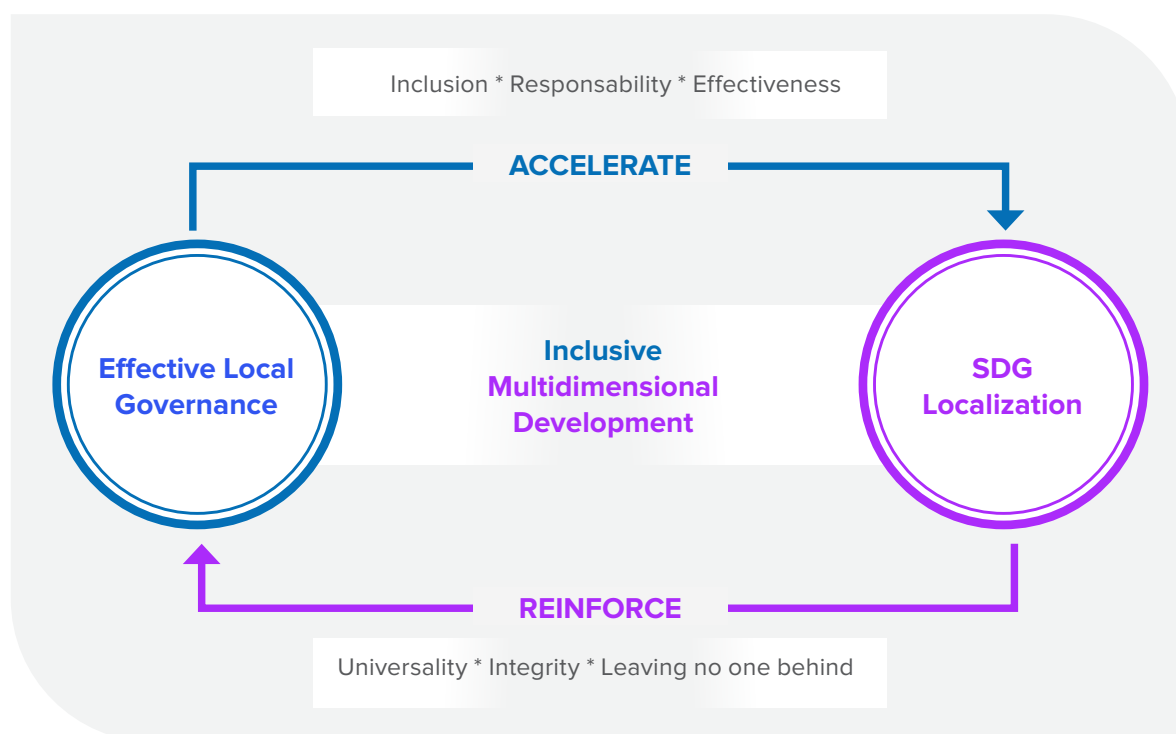 Inclusion * Responsability * Effectiveness
ACCELERATE
Effective Local
Governance
Inclusive
Multidimensional
Development
SDG
Localization
REINFORCE
Universality * Integrity * Leaving no one behind